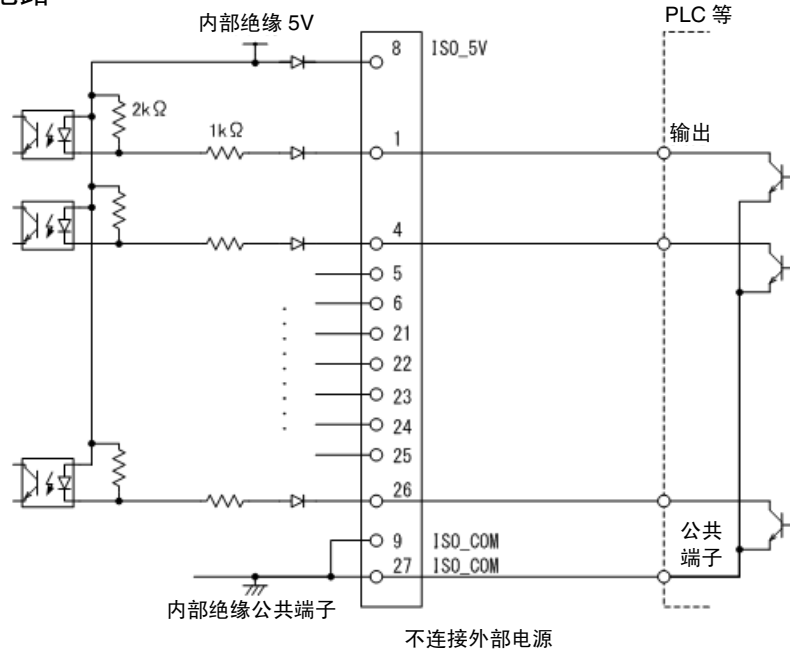 内部绝缘 5V
PLC 等
8 ISO_5V
2kΩ
1kΩ
1
输出
4
5
6
21
22
23
24
25
26
公共
端子
9 ISO_COM
27 ISO_COM
内部绝缘公共端子
不连接外部电源